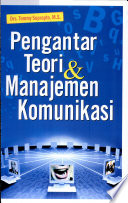 Drs. Tommy Suprapto, M.S.
Pengantar
Teori &
Manajemen
Komunikasi